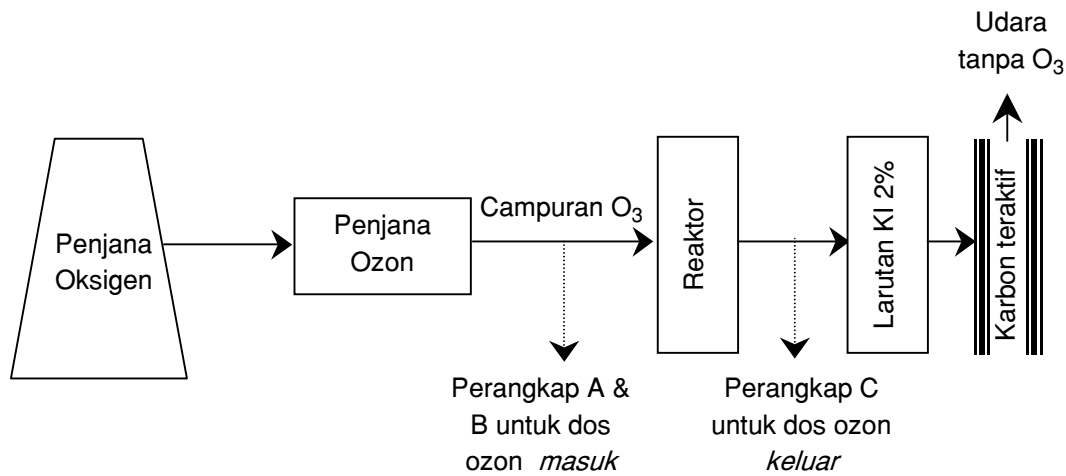 Udara
tanpa O₃
Penjana
Oksigen
Penjana
Ozon
Campuran O₃
Reaktor
Larutan KI 2%
Karbon teraktif
Perangkap A &
B untuk dos
ozon masuk
Perangkap C
untuk dos ozon
keluar